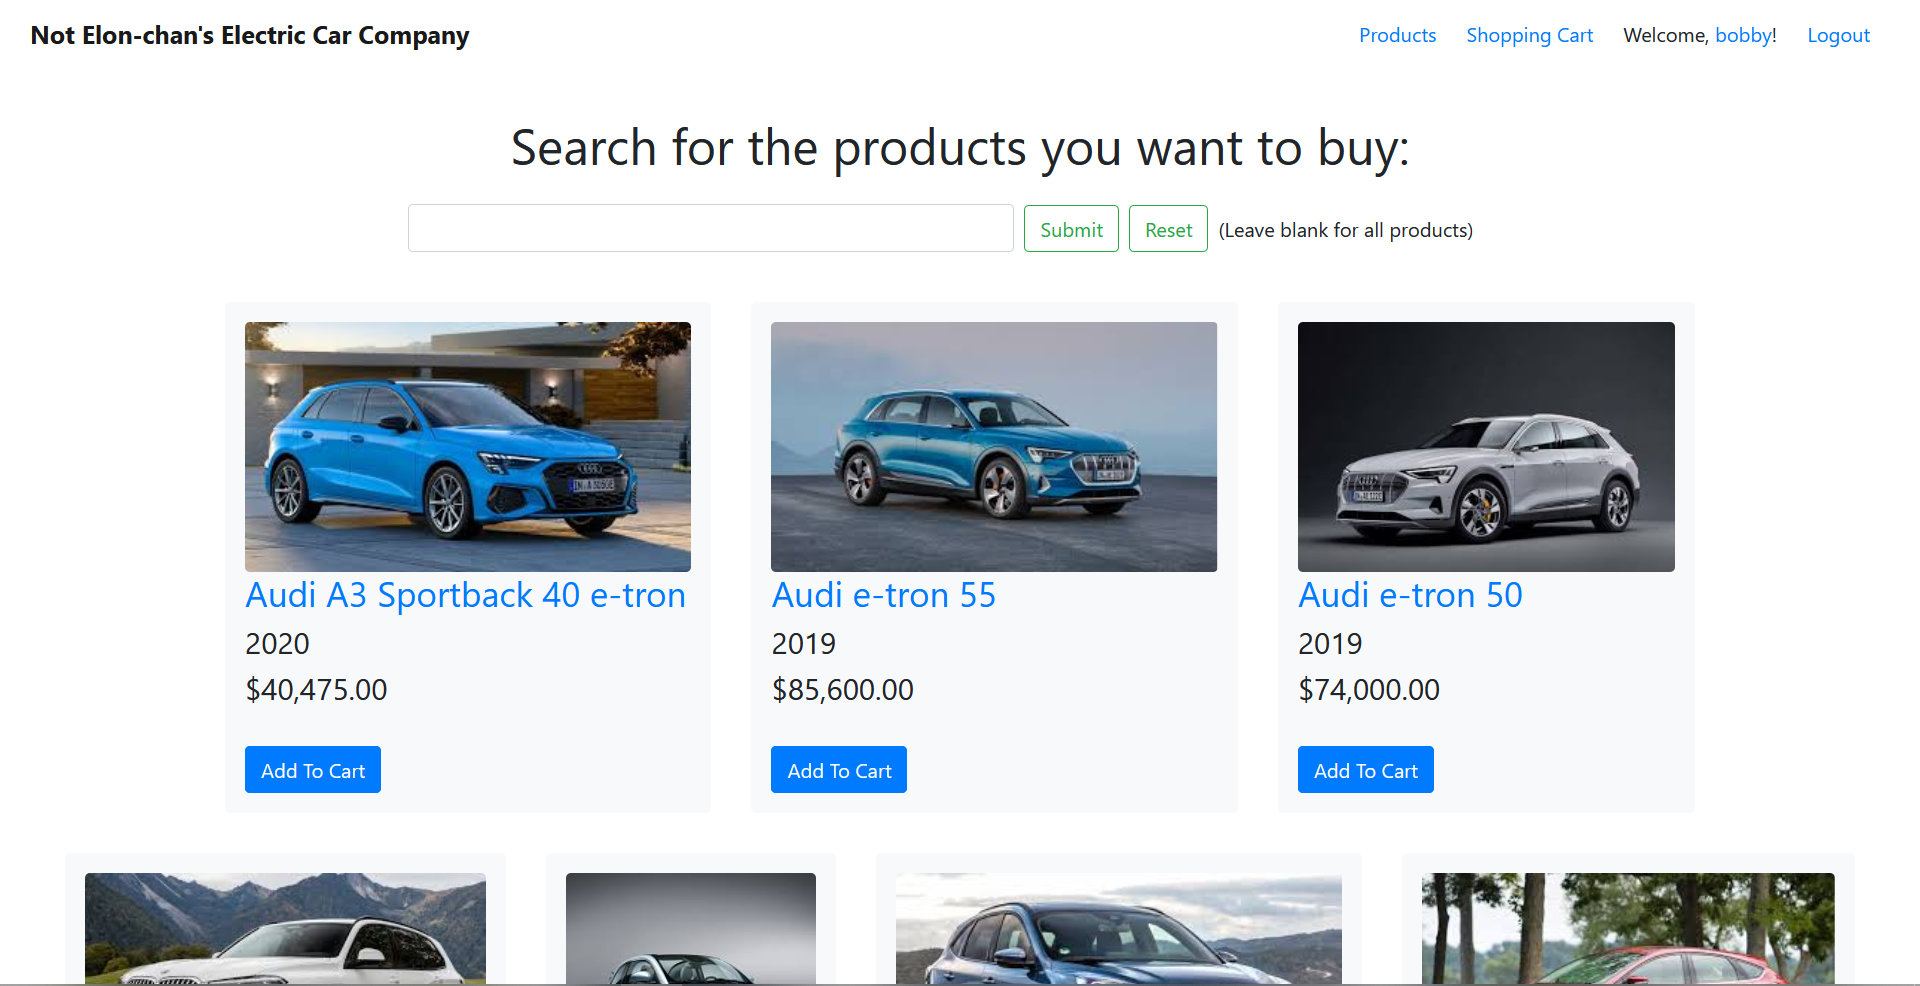 Not Elon-chan's Electric Car Company
Products Shopping Cart Welcome, bobby! Logout
Search for the products you want to buy:
Submit Reset (Leave blank for all products)
Audi A3 Sportback 40 e-tron
2020
$40,475.00
Add To Cart
Audi e-tron 55
2019
$85,600.00
Add To Cart
Audi e-tron 50
2019
$74,000.00
Add To Cart